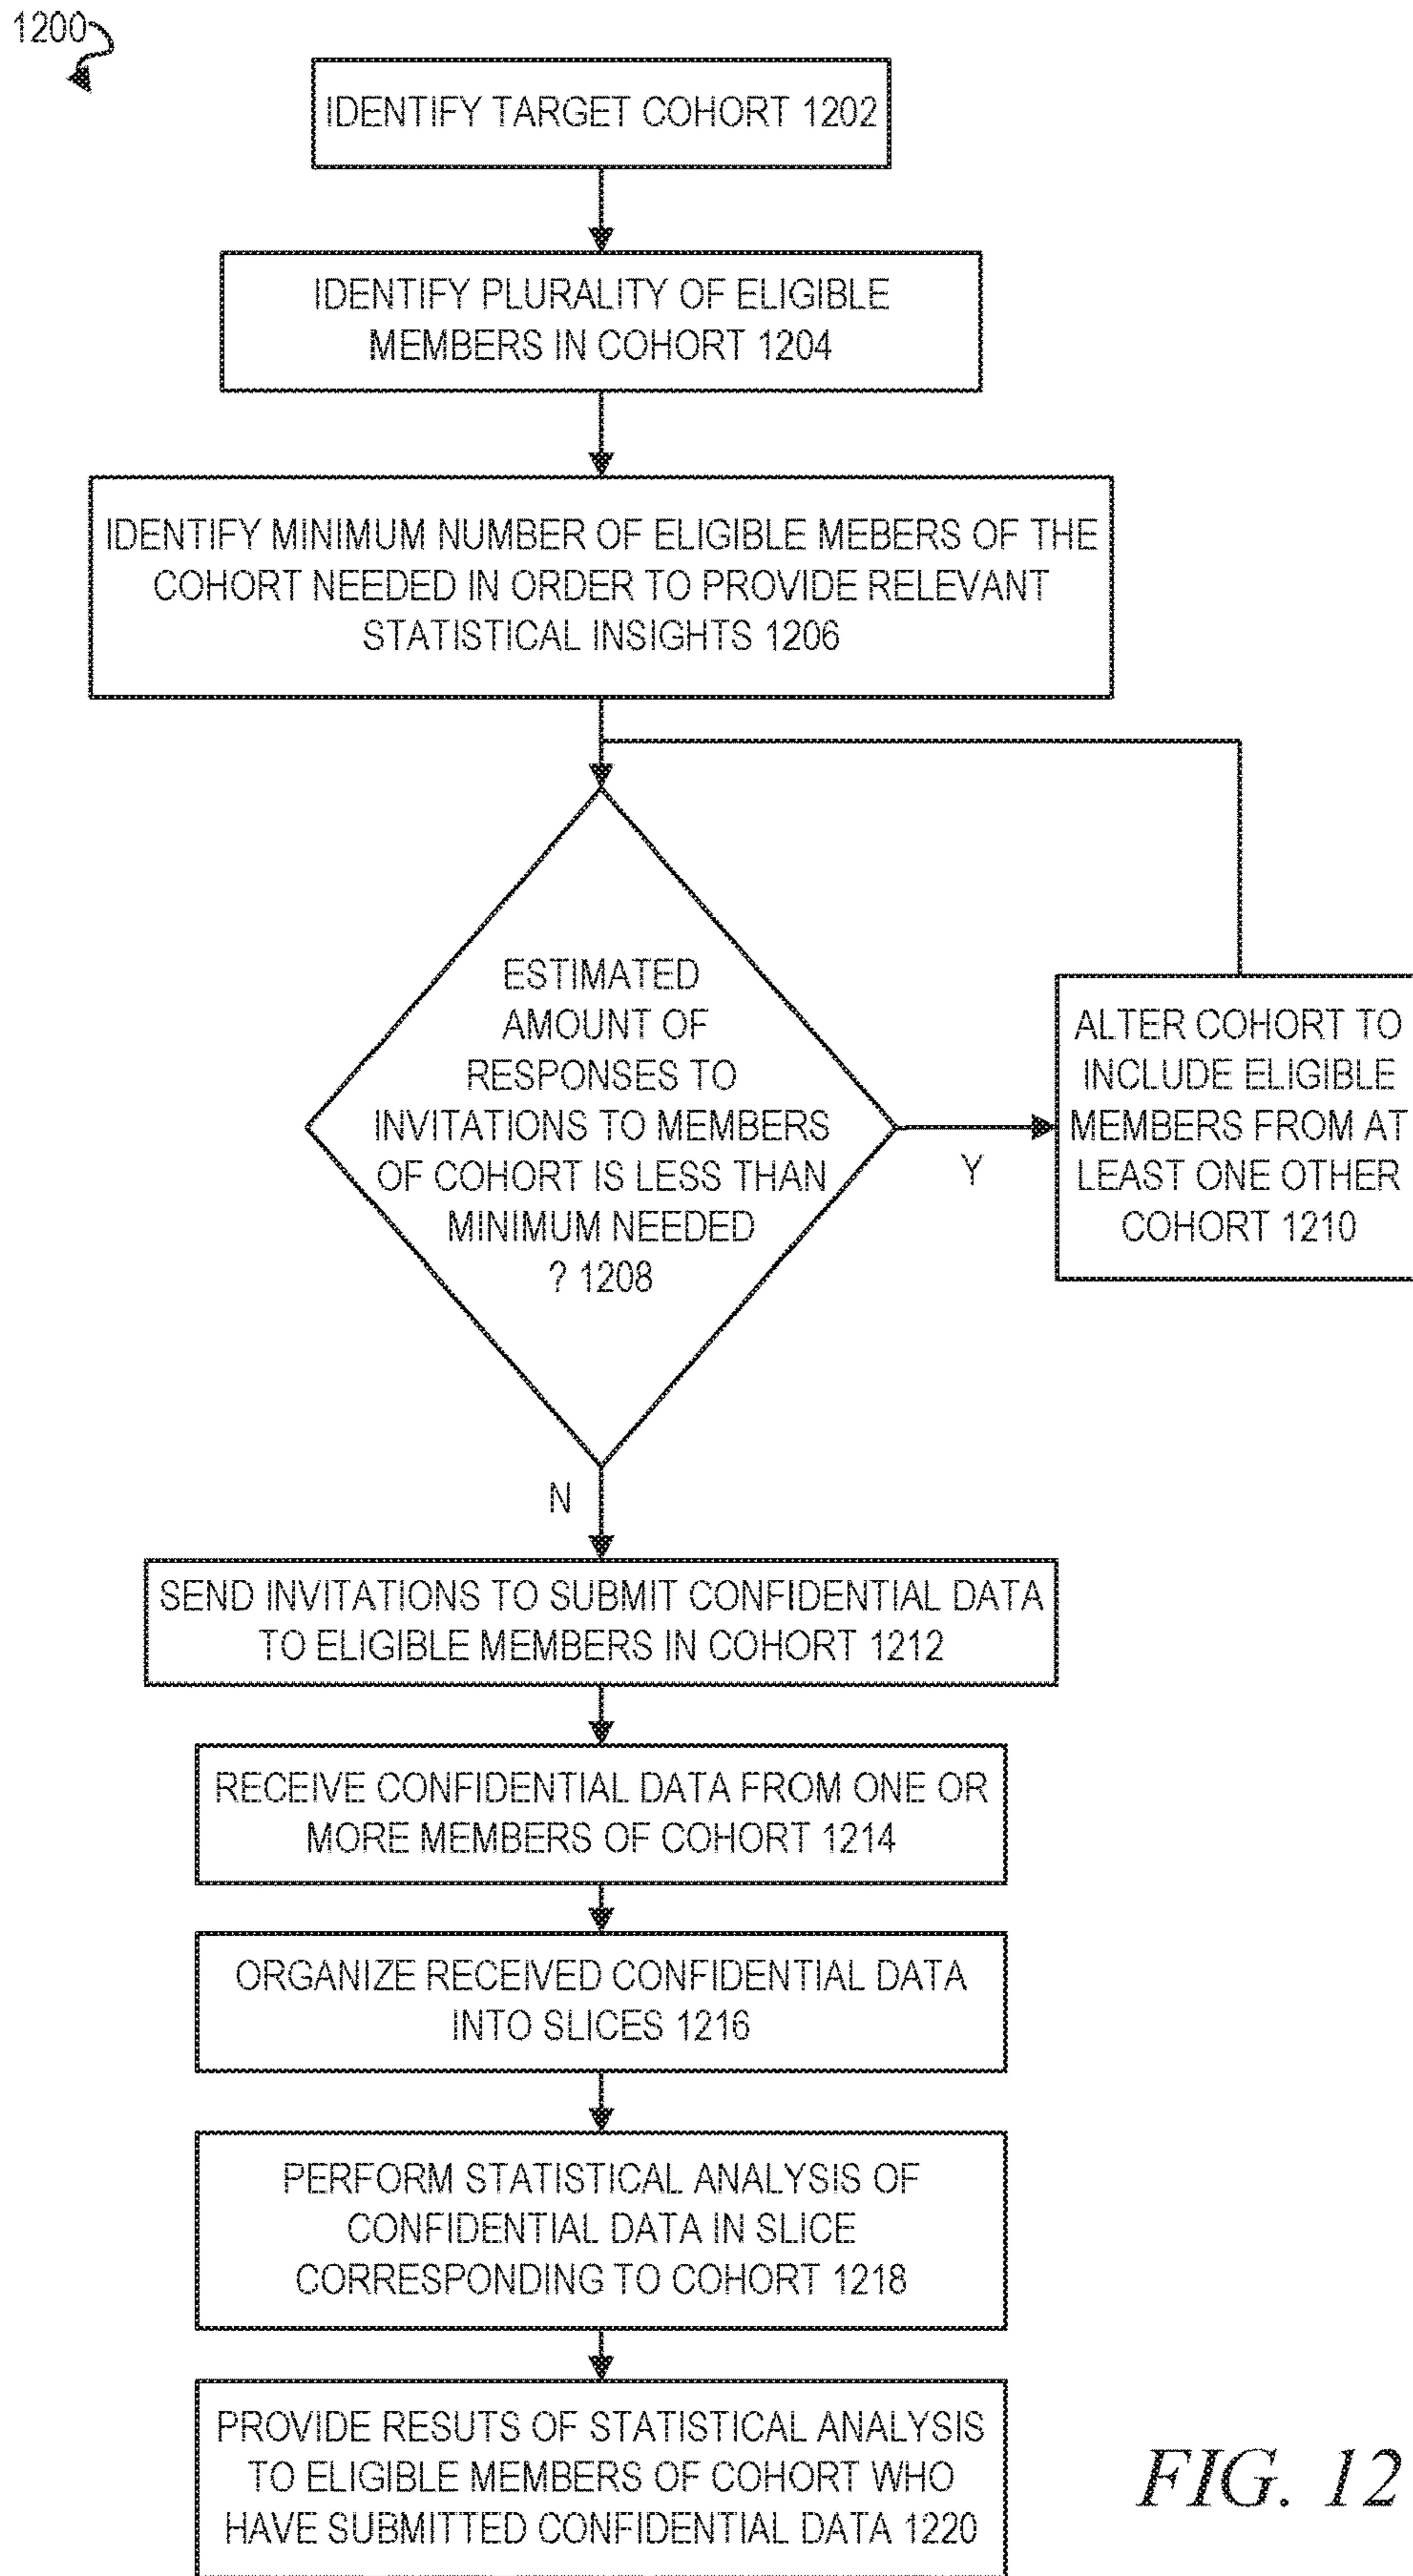 1200
IDENTIFY TARGET COHORT 1202
IDENTIFY PLURALITY OF ELIGIBLE
MEMBERS IN COHORT 1204
IDENTIFY MINIMUM NUMBER OF ELIGIBLE MEBERS OF THE
COHORT NEEDED IN ORDER TO PROVIDE RELEVANT
STATISTICAL INSIGHTS 1206
ESTIMATED
AMOUNT OF
RESPONSES TO
INVITATIONS TO MEMBERS
OF COHORT IS LESS THAN
MINIMUM NEEDED
? 1208
Y
ALTER COHORT TO
INCLUDE ELIGIBLE
MEMBERS FROM AT
LEAST ONE OTHER
COHORT 1210
N
SEND INVITATIONS TO SUBMIT CONFIDENTIAL DATA
TO ELIGIBLE MEMBERS IN COHORT 1212
RECEIVE CONFIDENTIAL DATA FROM ONE OR
MORE MEMBERS OF COHORT 1214
ORGANIZE RECEIVED CONFIDENTIAL DATA
INTO SLICES 1216
PERFORM STATISTICAL ANALYSIS OF
CONFIDENTIAL DATA IN SLICE
CORRESPONDING TO COHORT 1218
PROVIDE RESUTS OF STATISTICAL ANALYSIS
TO ELIGIBLE MEMBERS OF COHORT WHO
HAVE SUBMITTED CONFIDENTIAL DATA 1220
FIG. 12